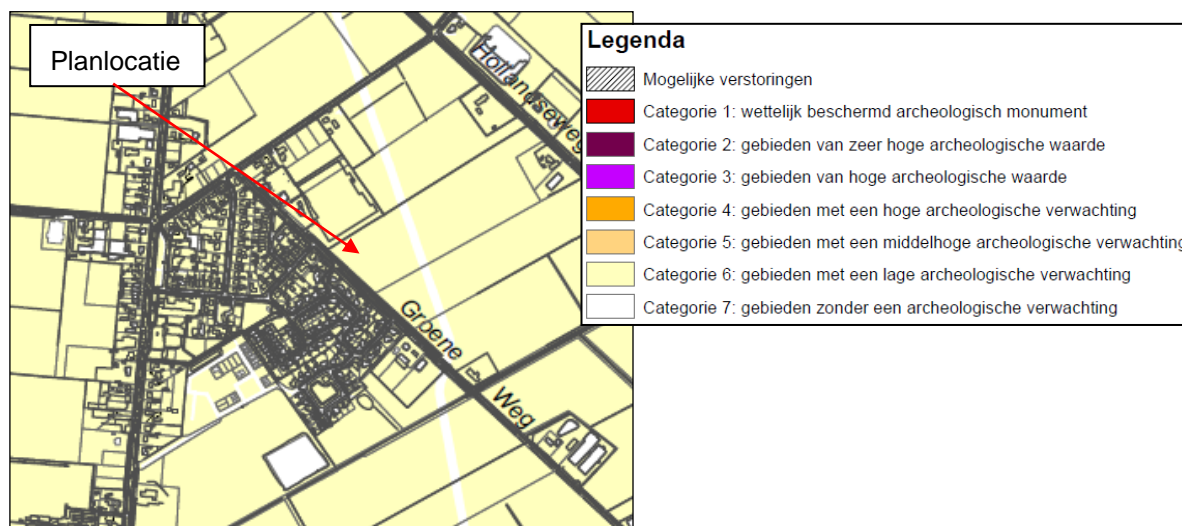 Planlocatie
Hollandseweg
Groene
Weg
Legenda
Mogelijke verstoringen
Categorie 1: wettelijk beschermd archeologisch monument
Categorie 2: gebieden van zeer hoge archeologische waarde
Categorie 3: gebieden van hoge archeologische waarde
Categorie 4: gebieden met een hoge archeologische verwachting
Categorie 5: gebieden met een middelhoge archeologische verwachting
Categorie 6: gebieden met een lage archeologische verwachting
Categorie 7: gebieden zonder een archeologische verwachting